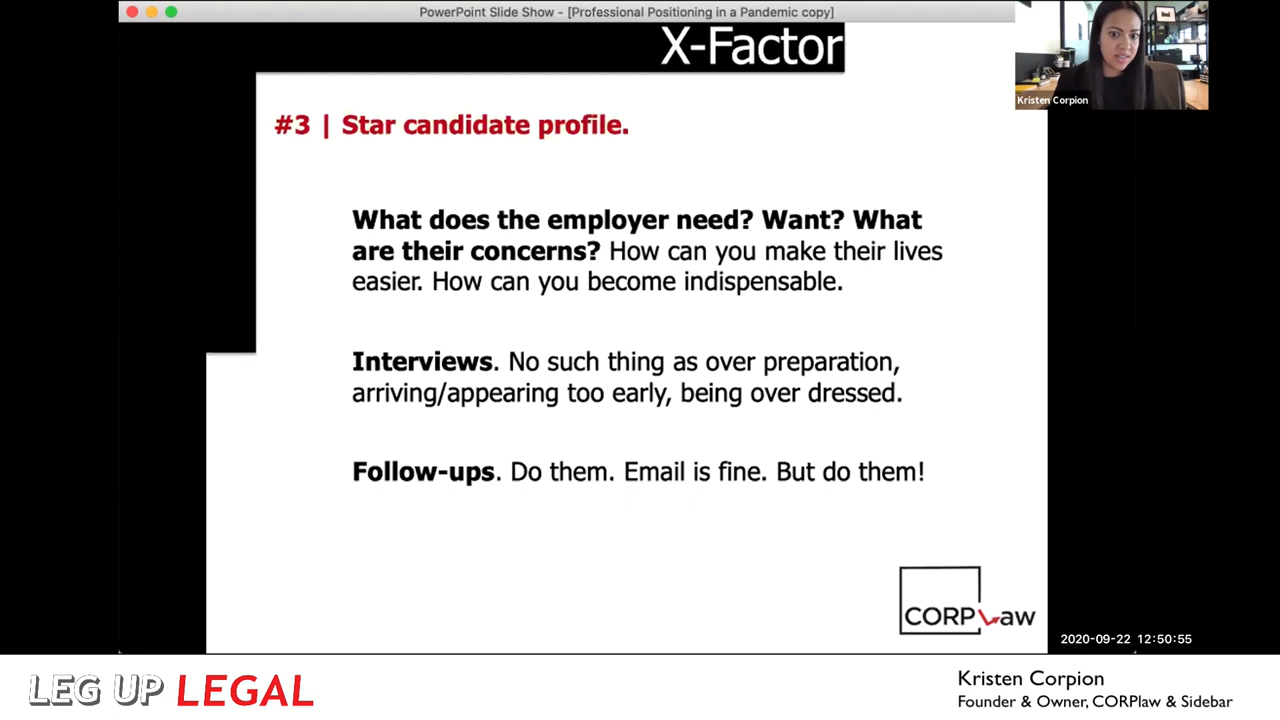 PowerPoint Slide Show - [Professional Positioning in a Pandemic copy]
X-Factor
Kristen Corpion
#3 | Star candidate profile.
What does the employer need? Want? What
are their concerns? How can you make their lives
easier. How can you become indispensable.
Interviews. No such thing as over preparation,
arriving/appearing too early, being over dressed.
Follow-ups. Do them. Email is fine. But do them!
CORPLaw
2020-09-22 12:50:55
LEG UP LEGAL
Kristen Corpion
Founder & Owner, CORPlaw & Sidebar